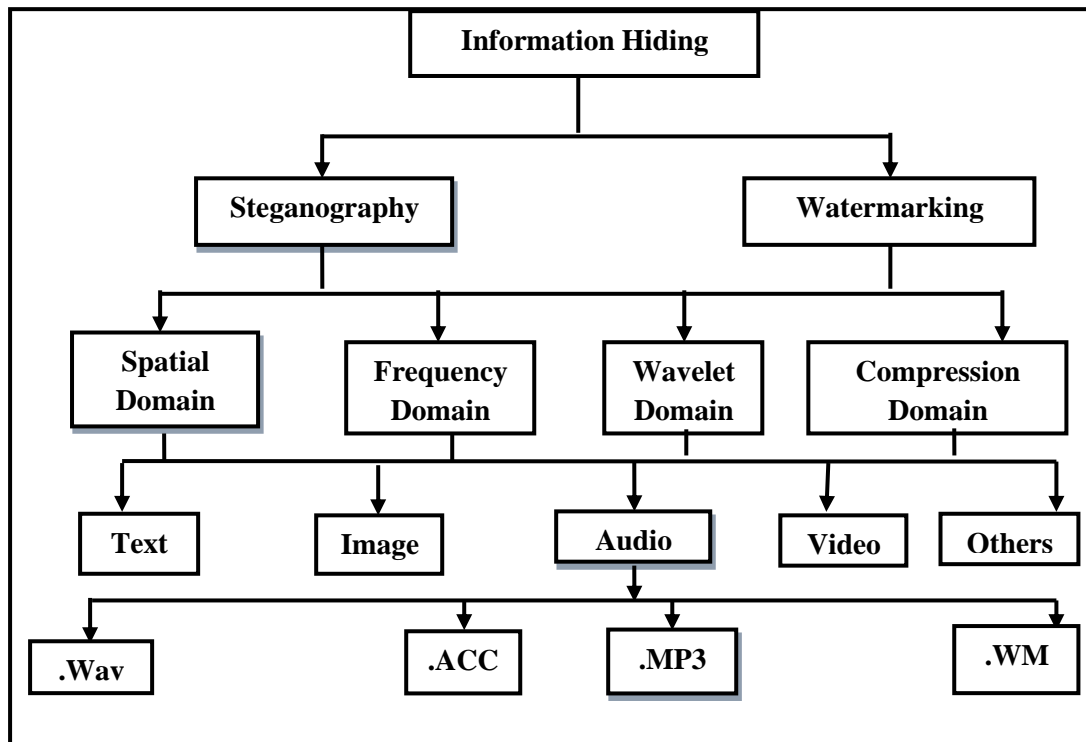 Information Hiding
Steganography
Watermarking
Spatial
Domain
Frequency
Domain
Wavelet
Domain
Compression
Domain
Text
Image
Audio
Video
Others
.Wav
.ACC
.MP3
.WM